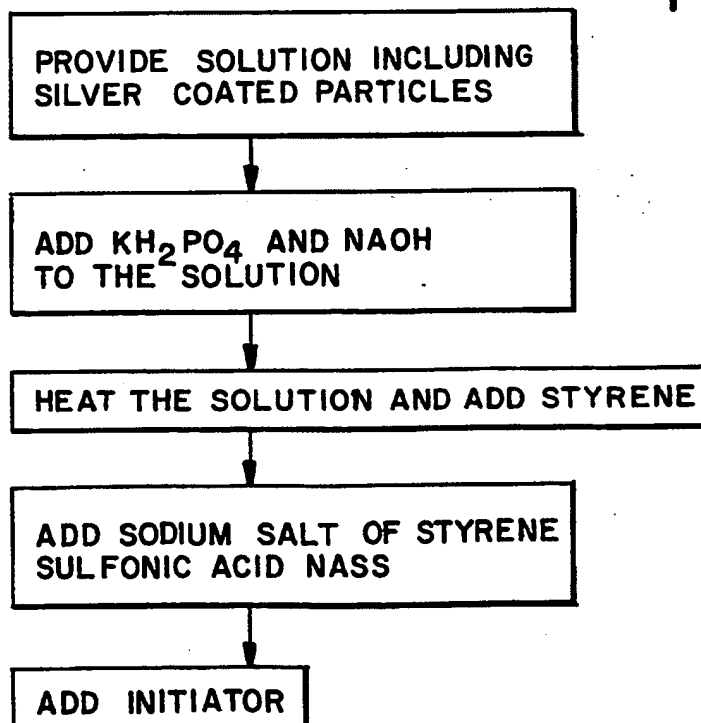 PROVIDE SOLUTION INCLUDING
SILVER COATED PARTICLES
ADD KH₂PO₄ AND NAOH
TO THE SOLUTION
HEAT THE SOLUTION AND ADD STYRENE
ADD SODIUM SALT OF STYRENE
SULFONIC ACID NASS
ADD INITIATOR